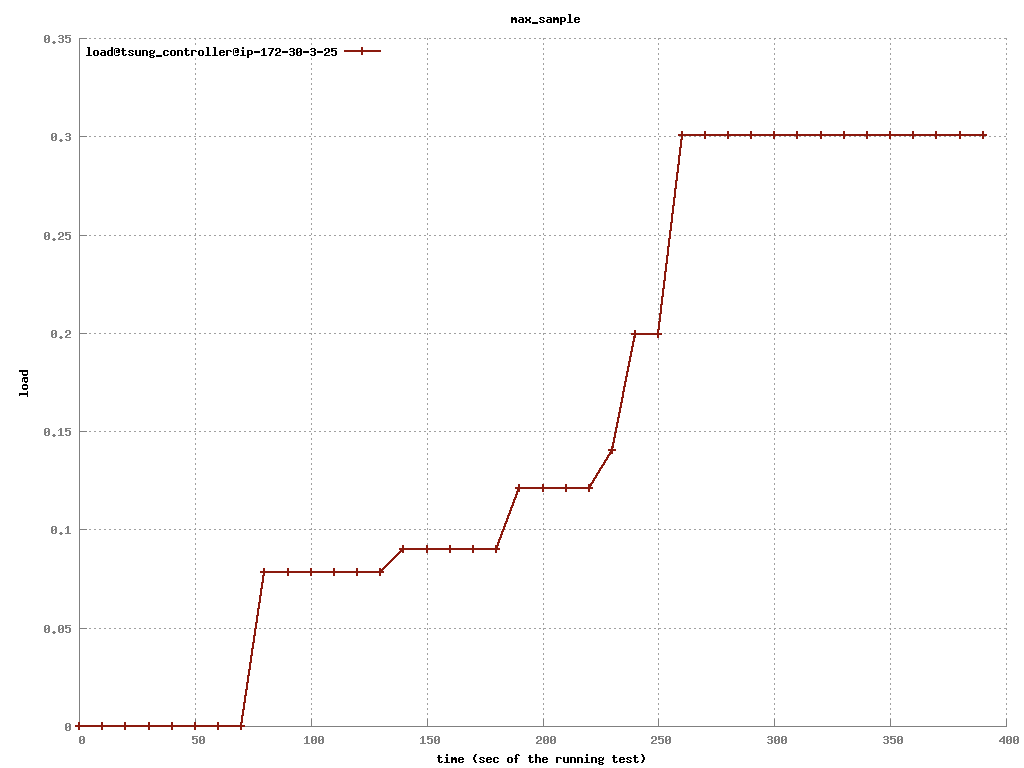 max_sample
load@tsung_controller@ip-172-30-3-25
0.35
0.3
0.25
0.2
0.15
0.1
0.05
0
load
0 50 100 150 200 250 300 350 400
time (sec of the running test)